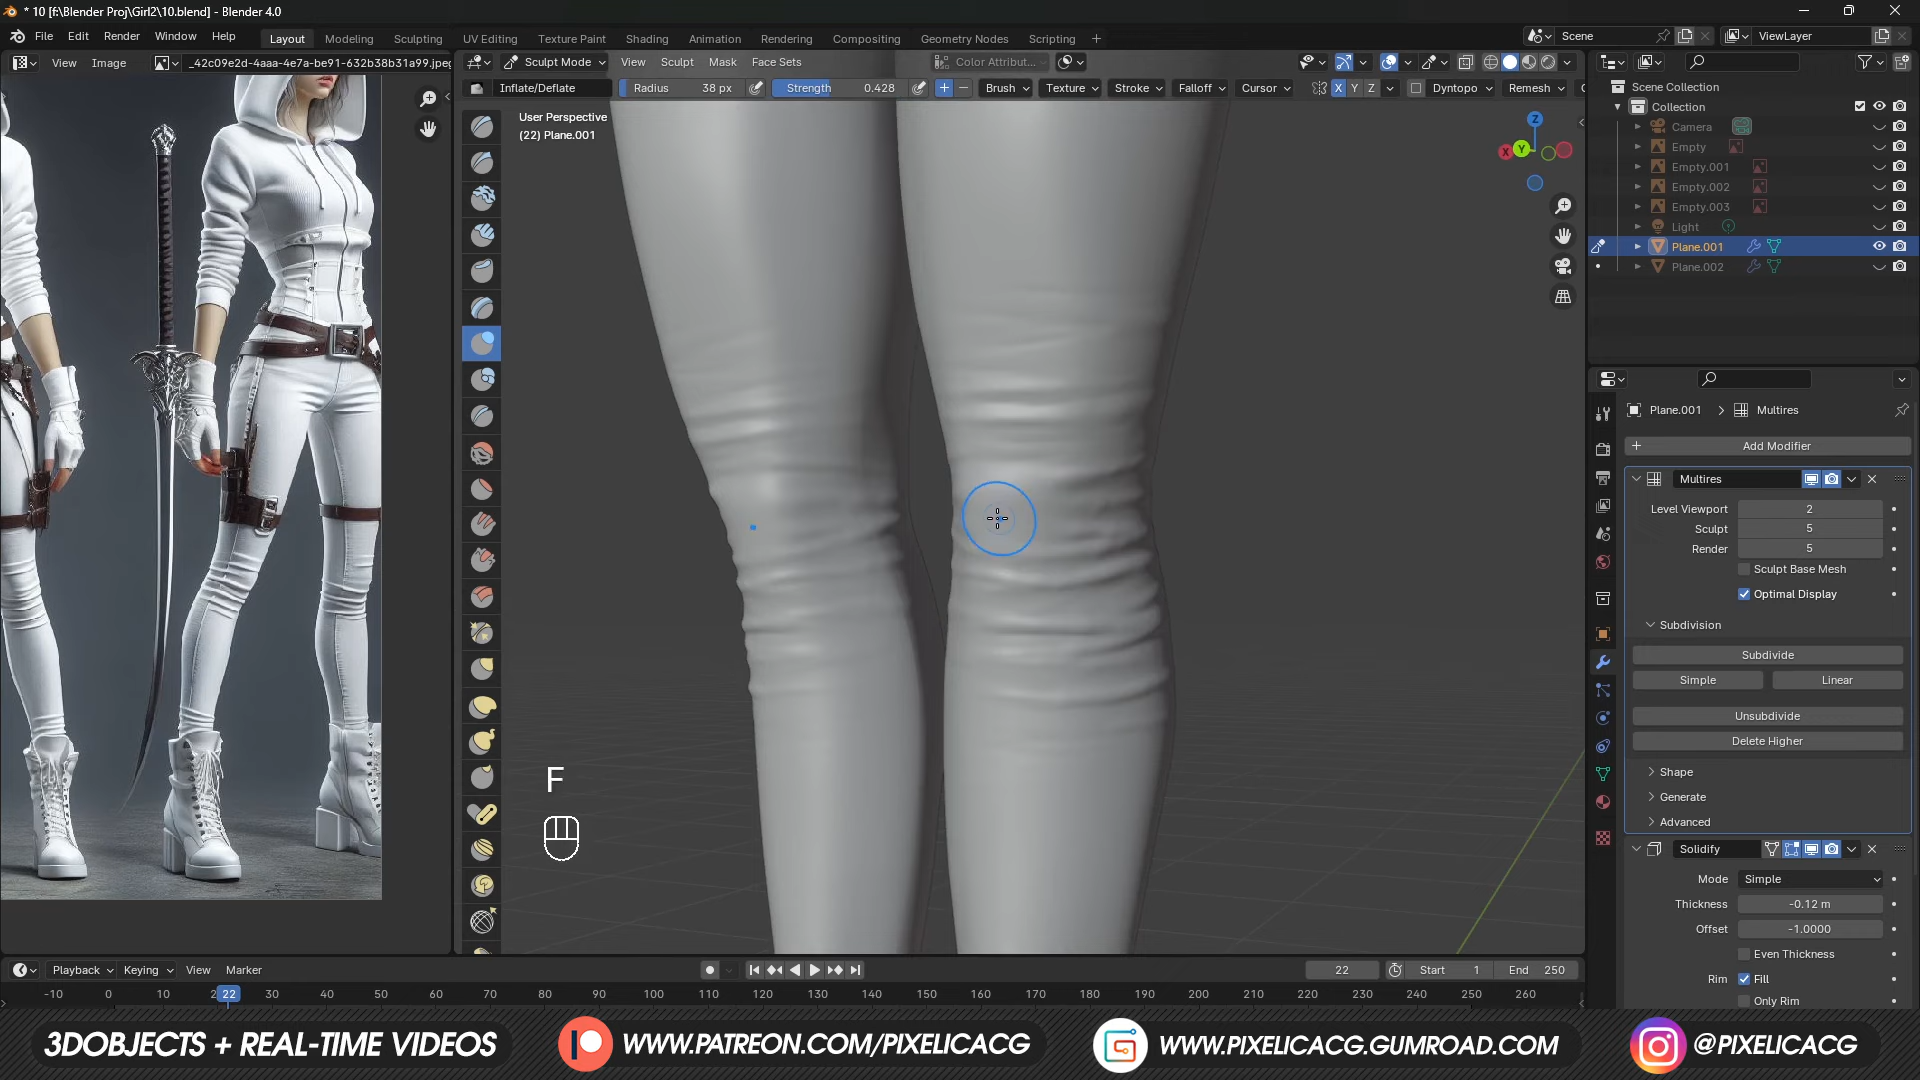 * 10 [f:\Blender Proj\Girl2\10.blend] - Blender 4.0
File Edit Render Window Help
Layout Modeling Sculpting UV Editing Texture Paint Shading Animation Rendering Compositing Geometry Nodes Scripting +
Scene
ViewLayer
View Image
_42c09e2d-4aaa-4e7a-be91-632b38b31a99.jpeg
Sculpt Mode View Sculpt Mask Face Sets
Color Attribut...
Inflate/Deflate
Radius 38 px
Strength 0.428
Brush Texture Stroke Falloff Cursor
X Y Z
Dyntopo Remesh
User Perspective
(22) Plane.001
Z
X
Y
F
Scene Collection
Collection
Camera
Empty
Empty.001
Empty.002
Empty.003
Light
Plane.001
Plane.002
Plane.001 > Multires
Add Modifier
Multires
Level Viewport 2
Sculpt 5
Render 5
Sculpt Base Mesh
Optimal Display
Subdivision
Subdivide
Simple Linear
Unsubdivide
Delete Higher
Shape
Generate
Advanced
Solidify
Mode Simple
Thickness -0.12 m
Offset -1.0000
Even Thickness
Rim Fill
Only Rim
Playback Keying View Marker
22
Start 1
End 250
-10 0 10 22 30 40 50 60 70 80 90 100 110 120 130 140 150 160 170 180 190 200 210 220 230 240 250 260
3DOBJECTS + REAL-TIME VIDEOS
WWW.PATREON.COM/PIXELICACG
WWW.PIXELICACG.GUMROAD.COM
@PIXELICACG